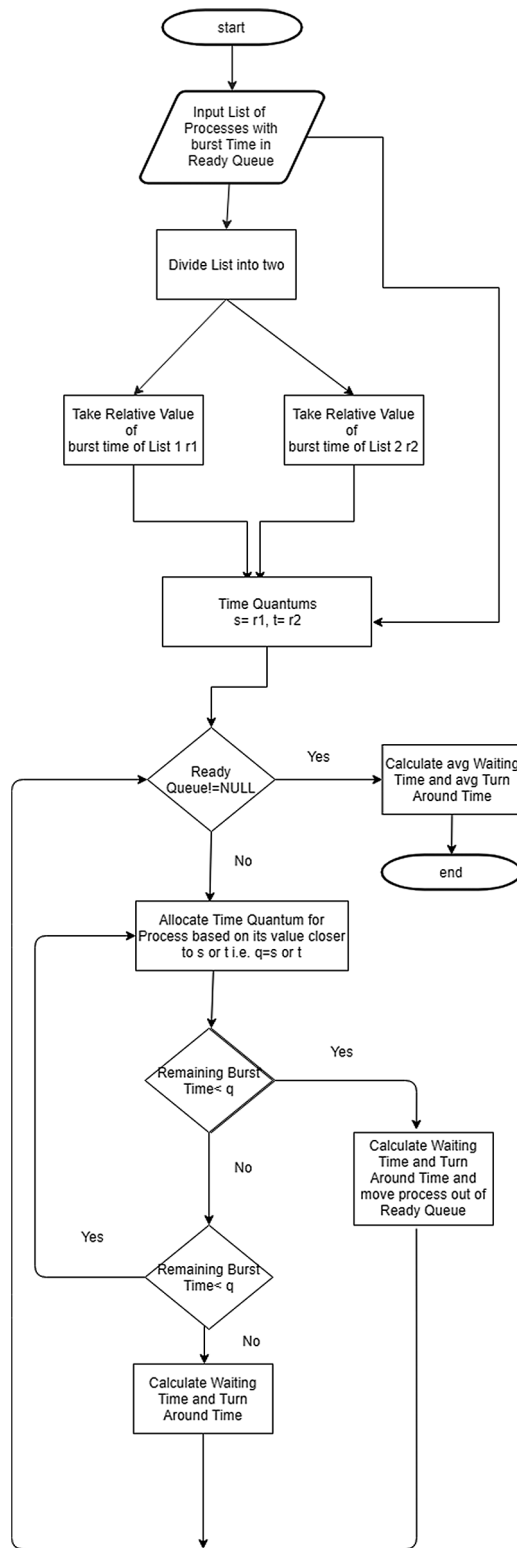 start
Input List of
Processes with
burst Time in
Ready Queue
Divide List into two
Take Relative Value
of
burst time of List 1 r1
Take Relative Value
of
burst time of List 2 r2
Time Quantums
s= r1, t= r2
Ready
Queue!=NULL
Yes
Calculate avg Waiting
Time and avg Turn
Around Time
No
end
Allocate Time Quantum for
Process based on its value closer
to s or t i.e. q=s or t
Remaining Burst
Time< q
Yes
No
Calculate Waiting
Time and Turn
Around Time and
move process out of
Ready Queue
Yes
Remaining Burst
Time< q
No
Calculate Waiting
Time and Turn
Around Time